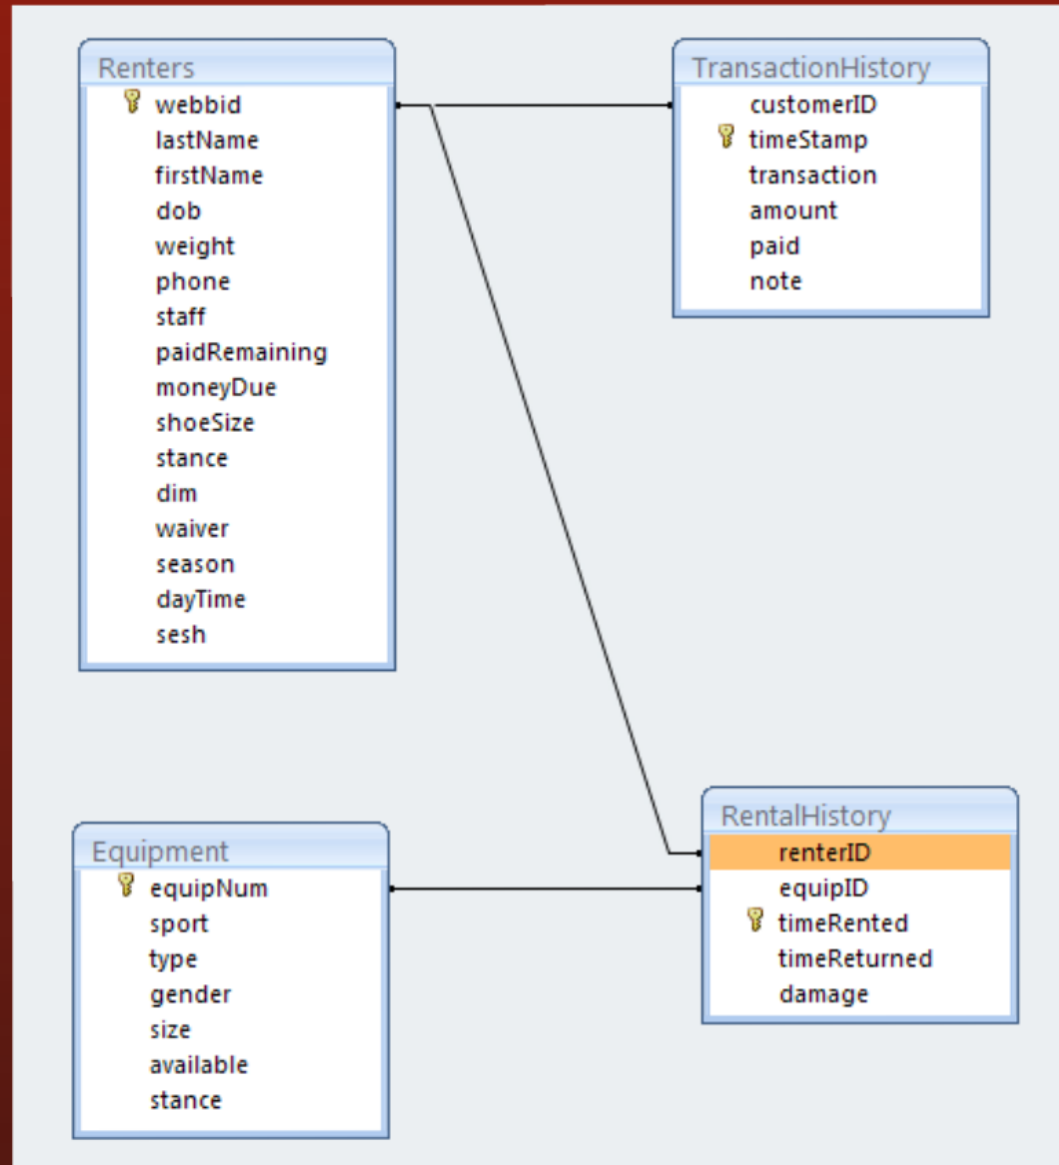 Renters
webbid
lastName
firstName
dob
weight
phone
staff
paidRemaining
moneyDue
shoeSize
stance
dim
waiver
season
dayTime
sesh
TransactionHistory
customerID
timeStamp
transaction
amount
paid
note
Equipment
equipNum
sport
type
gender
size
available
stance
RentalHistory
renterID
equipID
timeRented
timeReturned
damage